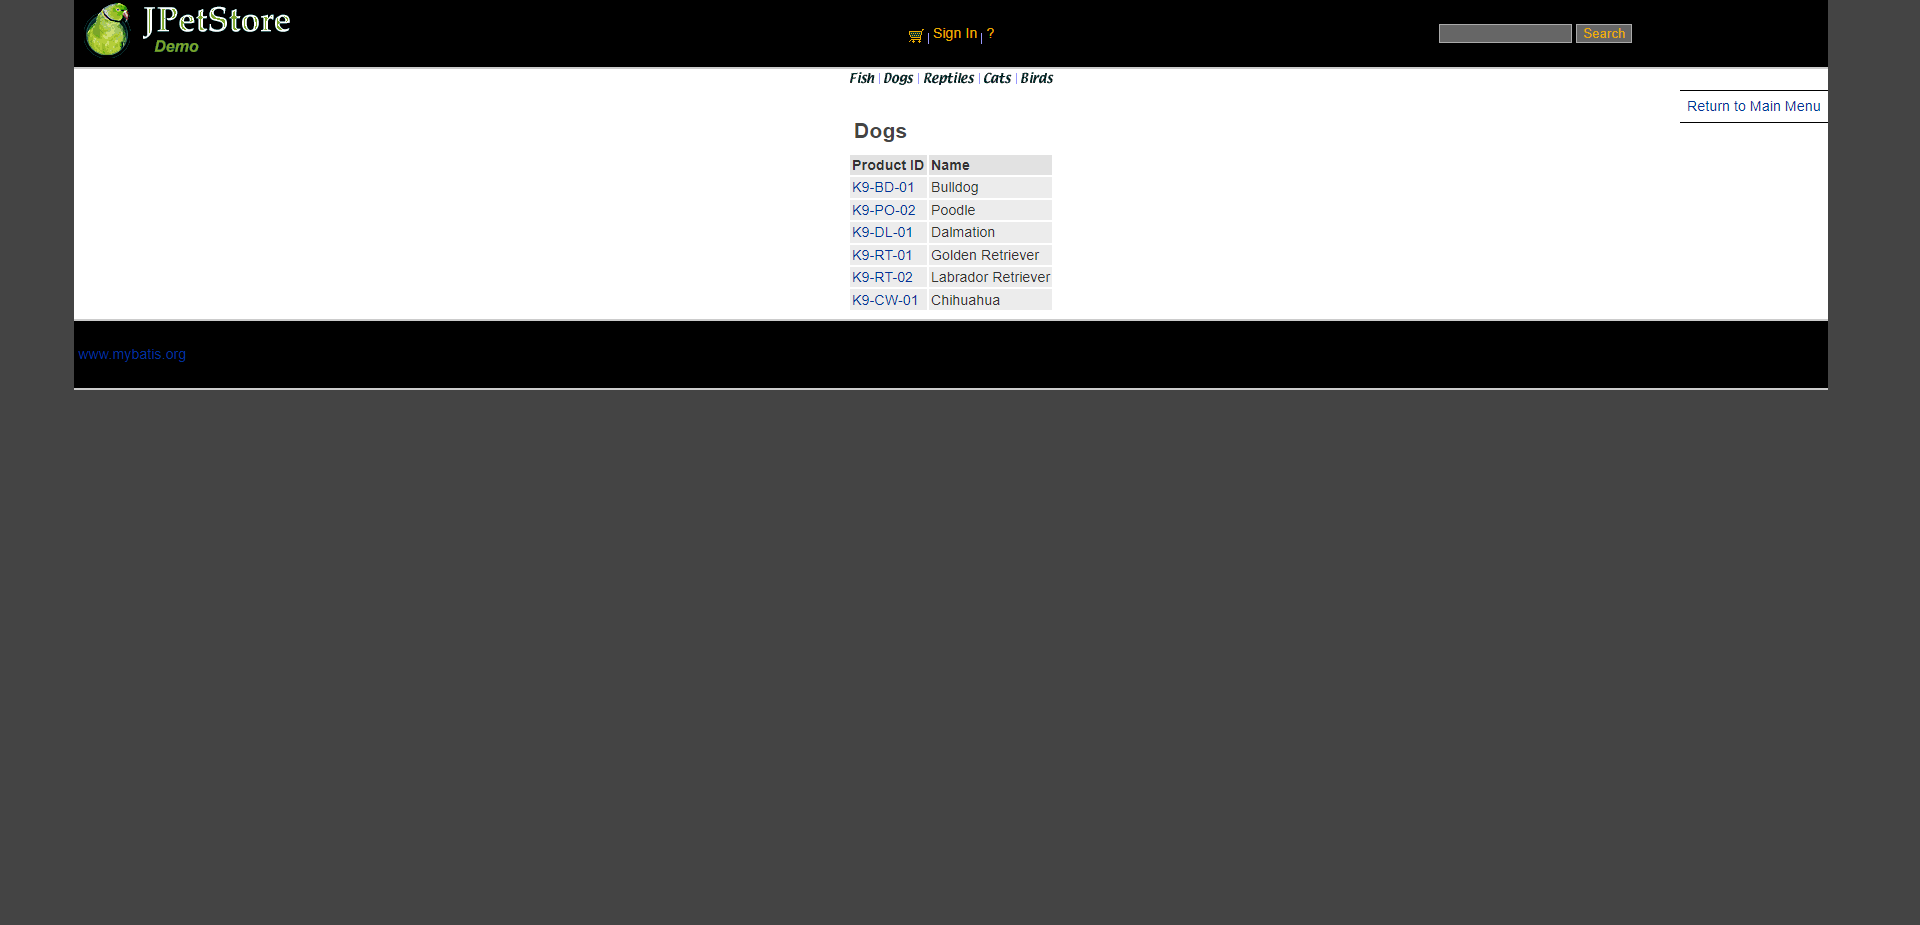 JPetStore
Demo
Sign In ?
Search
Fish Dogs Reptiles Cats Birds
Return to Main Menu
Dogs
Product ID Name
K9-BD-01 Bulldog
K9-PO-02 Poodle
K9-DL-01 Dalmation
K9-RT-01 Golden Retriever
K9-RT-02 Labrador Retriever
K9-CW-01 Chihuahua
www.mybatis.org